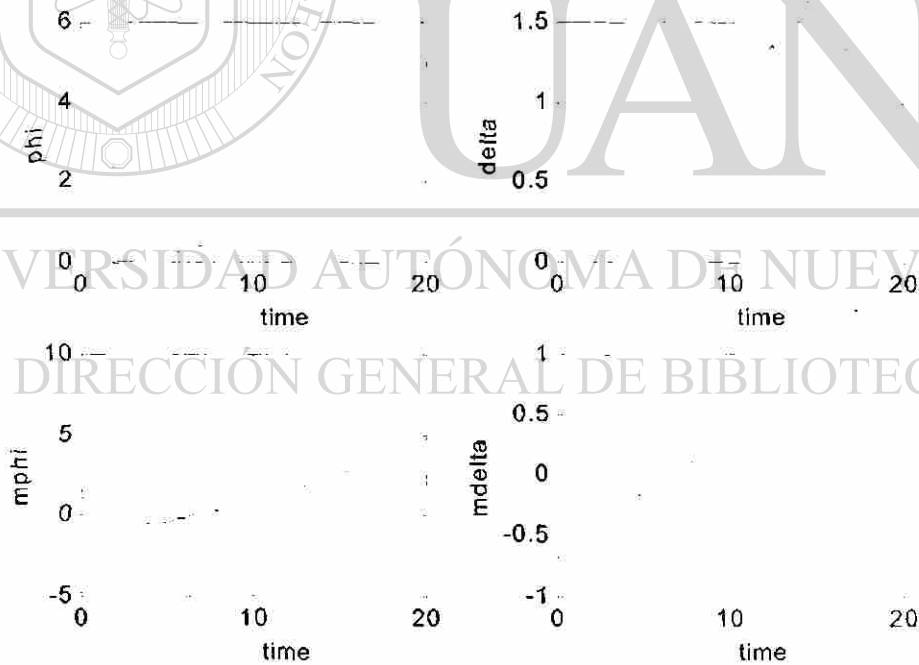 6
4
2
0
phi
0 10 20
time
1.5
1
0.5
0
delta
0 10 20
time
10
5
0
-5
mphi
0 10 20
time
1
0.5
0
-0.5
-1
mdelta
0 10 20
time
UAN
VERSIDAD AUTÓNOMA DE NUEV
DIRECCIÓN GENERAL DE BIBLIOTEC